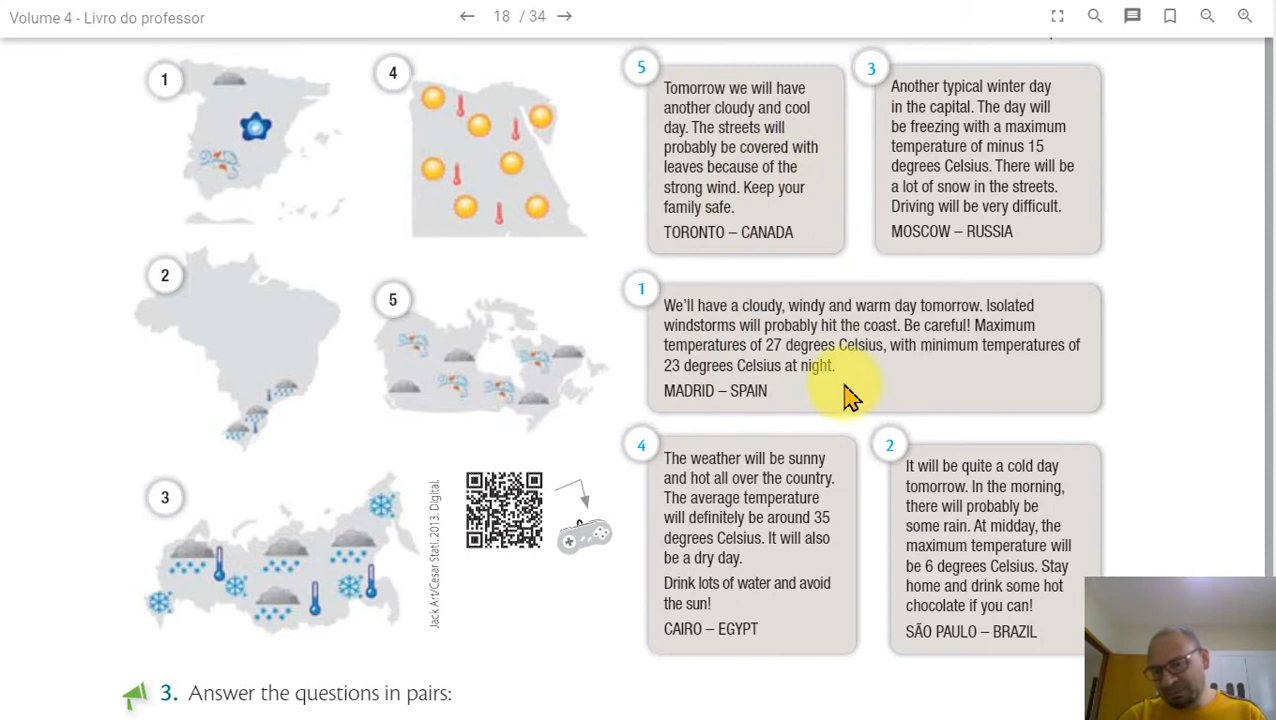 Volume 4 - Livro do professor
18 / 34
1
4
2
5
3
Jack Art/Cesar Stati. 2013. Digital.
5
Tomorrow we will have
another cloudy and cool
day. The streets will
probably be covered with
leaves because of the
strong wind. Keep your
family safe.
TORONTO – CANADA
3
Another typical winter day
in the capital. The day will
be freezing with a maximum
temperature of minus 15
degrees Celsius. There will be
a lot of snow in the streets.
Driving will be very difficult.
MOSCOW – RUSSIA
1
We'll have a cloudy, windy and warm day tomorrow. Isolated
windstorms will probably hit the coast. Be careful! Maximum
temperatures of 27 degrees Celsius, with minimum temperatures of
23 degrees Celsius at night.
MADRID – SPAIN
4
The weather will be sunny
and hot all over the country.
The average temperature
will definitely be around 35
degrees Celsius. It will also
be a dry day.
Drink lots of water and avoid
the sun!
CAIRO – EGYPT
2
It will be quite a cold day
tomorrow. In the morning,
there will probably be
some rain. At midday, the
maximum temperature will
be 6 degrees Celsius. Stay
home and drink some hot
chocolate if you can!
SÃO PAULO – BRAZIL
3. Answer the questions in pairs: